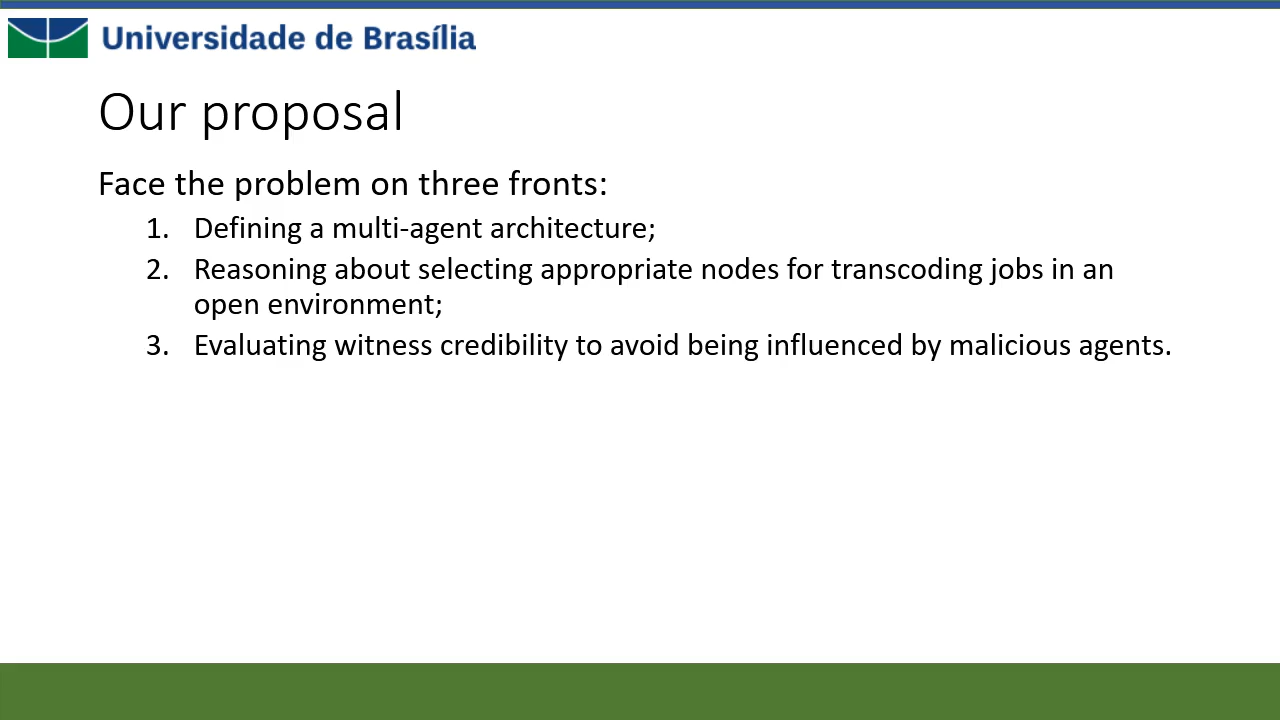 Universidade de Brasília
Our proposal
Face the problem on three fronts:
1. Defining a multi-agent architecture;
2. Reasoning about selecting appropriate nodes for transcoding jobs in an
open environment;
3. Evaluating witness credibility to avoid being influenced by malicious agents.